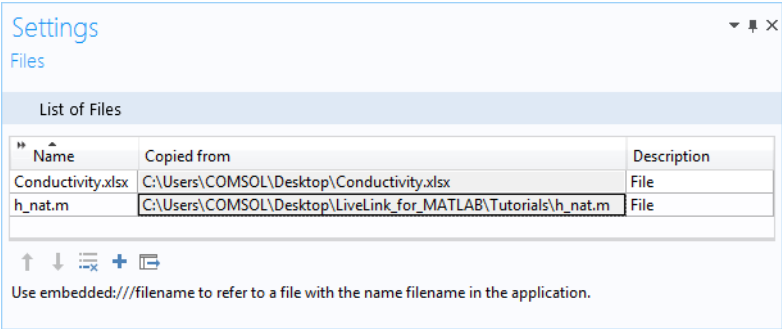 Settings
Files
List of Files
Name Copied from Description
Conductivity.xlsx C:\Users\COMSOL\Desktop\Conductivity.xlsx File
h_nat.m C:\Users\COMSOL\Desktop\LiveLink_for_MATLAB\Tutorials\h_nat.m File
Use embedded:///filename to refer to a file with the name filename in the application.